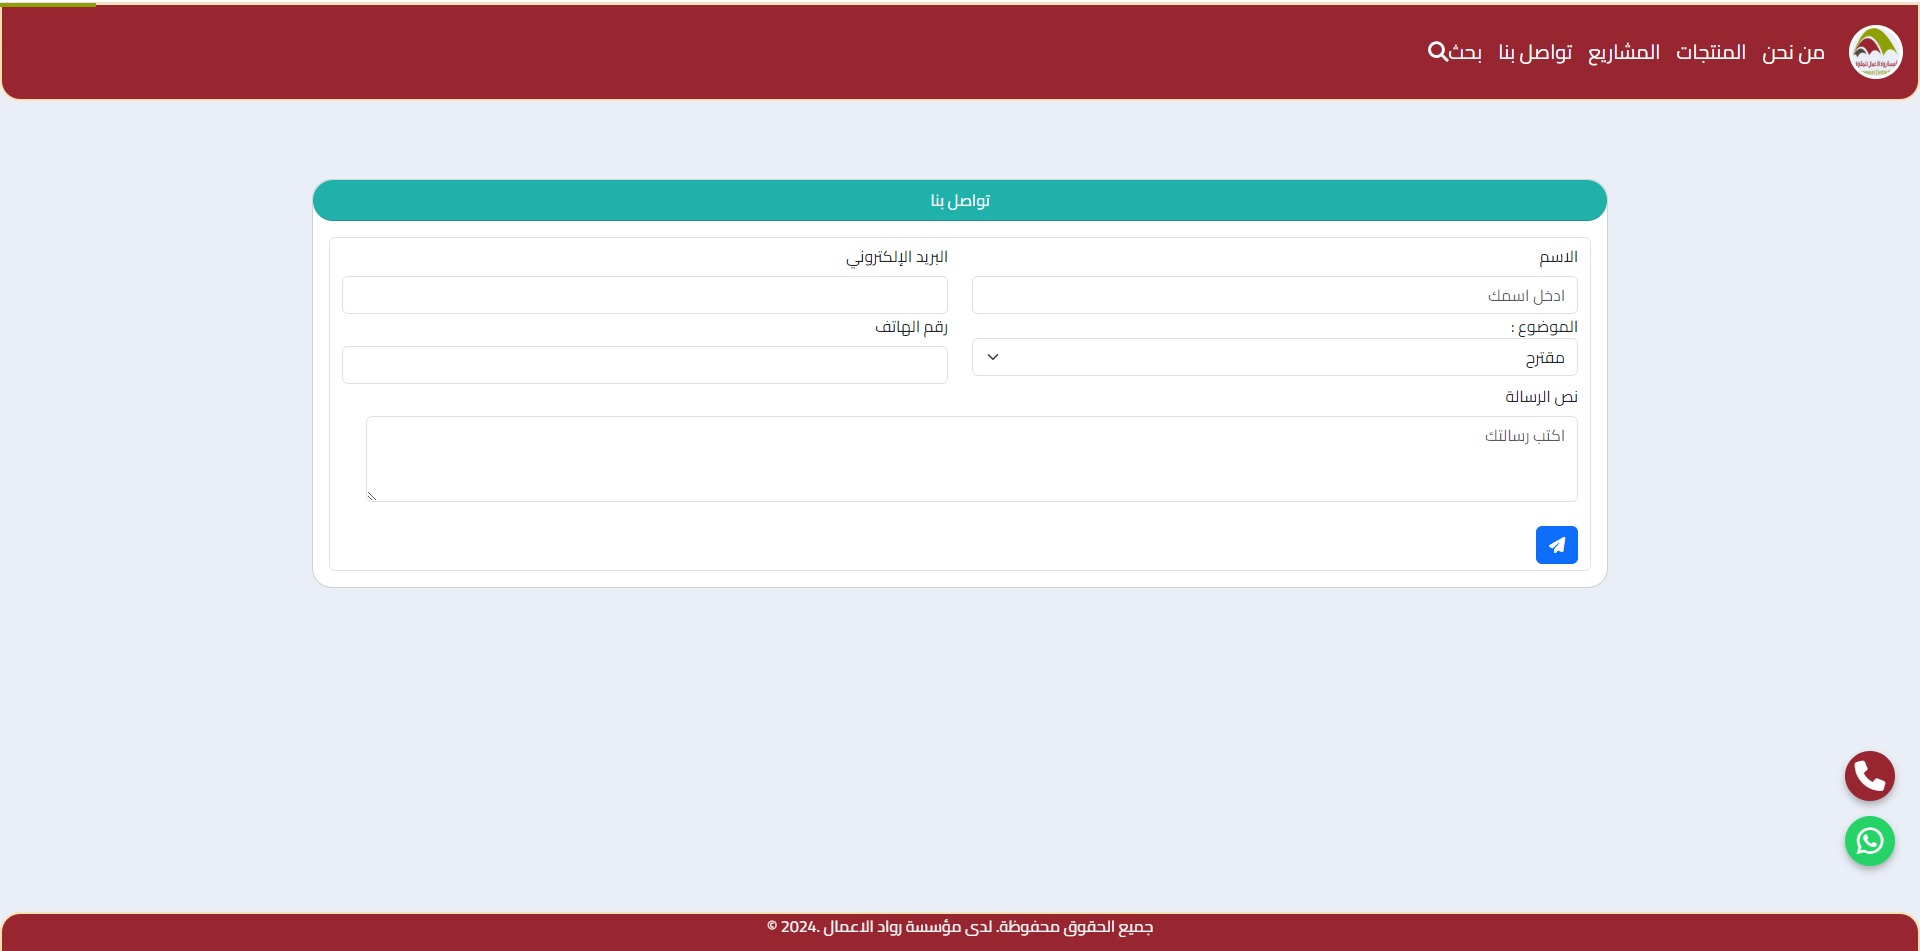 من نحن المنتجات المشاريع تواصل بنا بحث
تواصل بنا
الاسم
البريد الإلكتروني
ادخل اسمك
الموضوع :
رقم الهاتف
مقترح
نص الرسالة
اكتب رسالتك
جميع الحقوق محفوظة. لدى مؤسسة رواد الاعمال .2024 ©